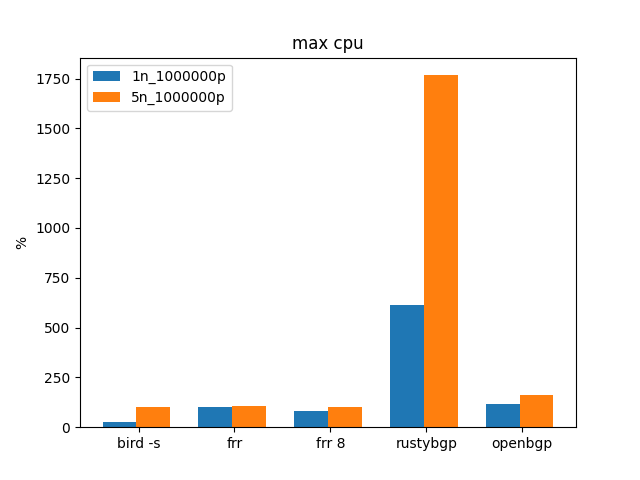 max cpu
1n_1000000p
5n_1000000p
1750
1500
1250
1000
750
500
250
0
%
bird -s
frr
frr 8
rustybgp
openbgp